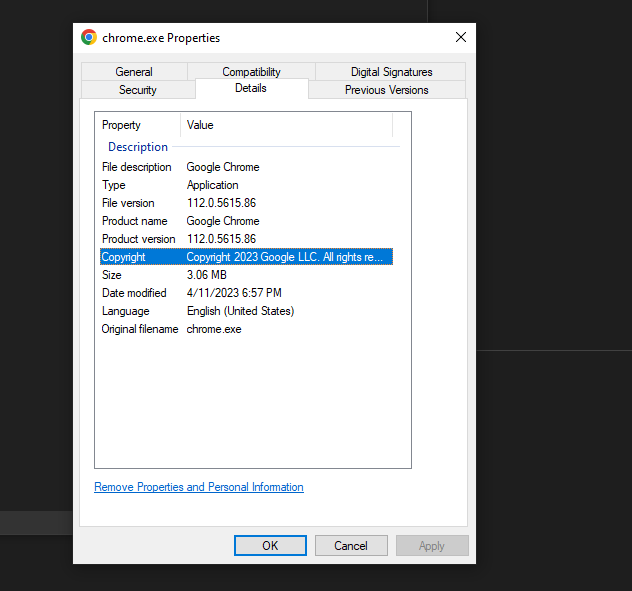 chrome.exe Properties
General Compatibility Digital Signatures
Security Details Previous Versions
Property Value
Description
File description Google Chrome
Type Application
File version 112.0.5615.86
Product name Google Chrome
Product version 112.0.5615.86
Copyright Copyright 2023 Google LLC. All rights re...
Size 3.06 MB
Date modified 4/11/2023 6:57 PM
Language English (United States)
Original filename chrome.exe
Remove Properties and Personal Information
OK Cancel Apply